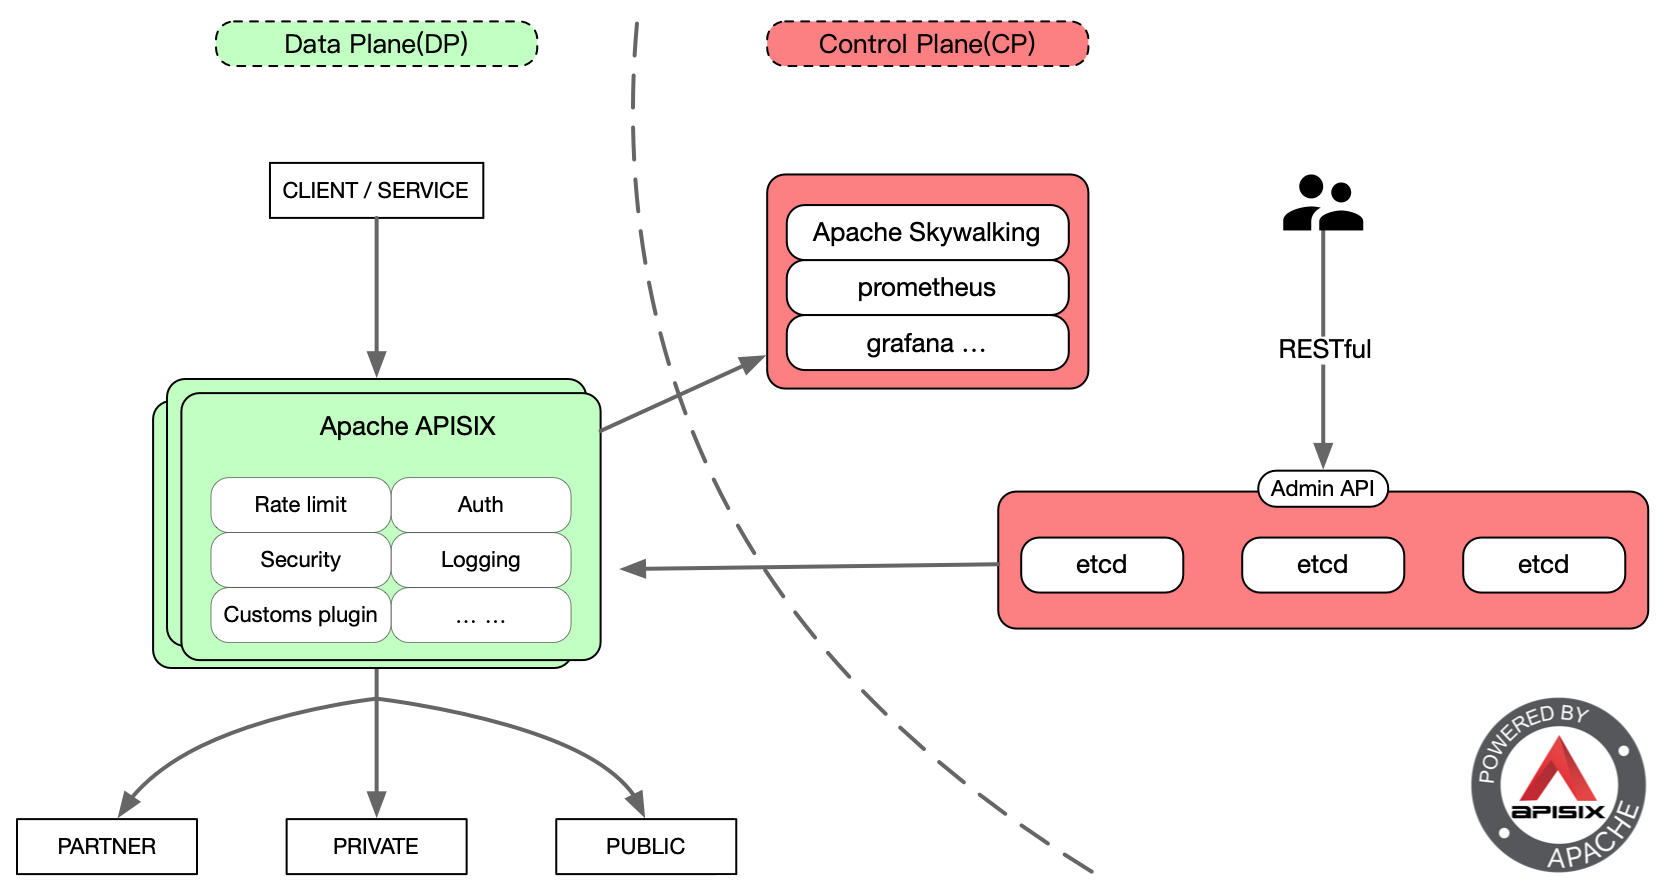 Data Plane(DP)
Control Plane(CP)
CLIENT / SERVICE
Apache Skywalking
prometheus
grafana ...
RESTful
Apache APISIX
Rate limit
Auth
Security
Logging
Customs plugin
... ...
Admin API
etcd
etcd
etcd
PARTNER
PRIVATE
PUBLIC
POWERED BY
APISIX
APACHE